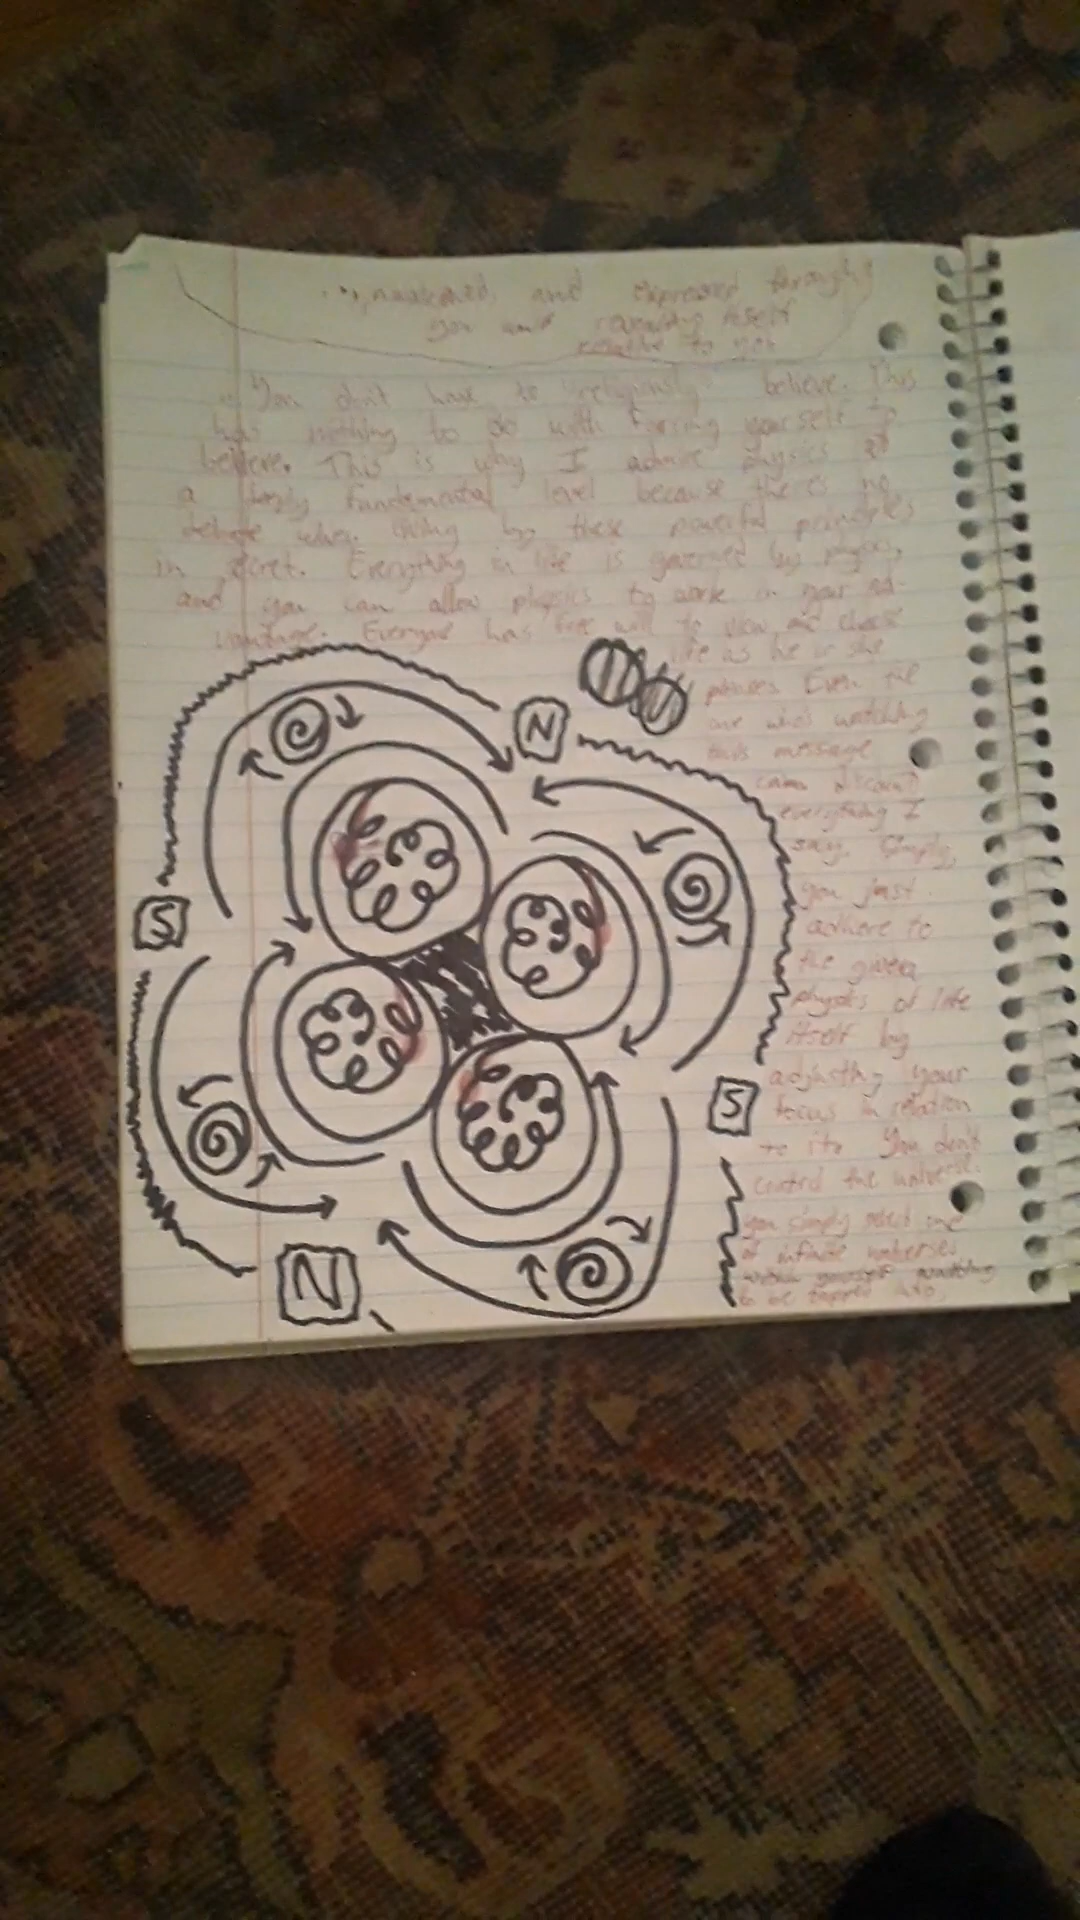 and expressed through
you and itself
relative to you
"You don't have to "religiously" believe. This
has nothing to do with forcing yourself to
believe. This is why I admire physics at
a fundemental level because there's no
debate when by these powerful principles
in secret. Everything in life is governed by physics,
and you can allow physics to work in your ad-
vantage. Everyone has free will to view and choose
life as he or she
pleases. Even the
one who's watching
this message
can discount
everything I
say. Simply,
you just
adhere to
the given
physics of life
itself by
adjusting your
focus in relation
to it. You don't
control the universe.
you simply select one
of infinite universes
within yourself
to be tapped into,
N
S
S
N